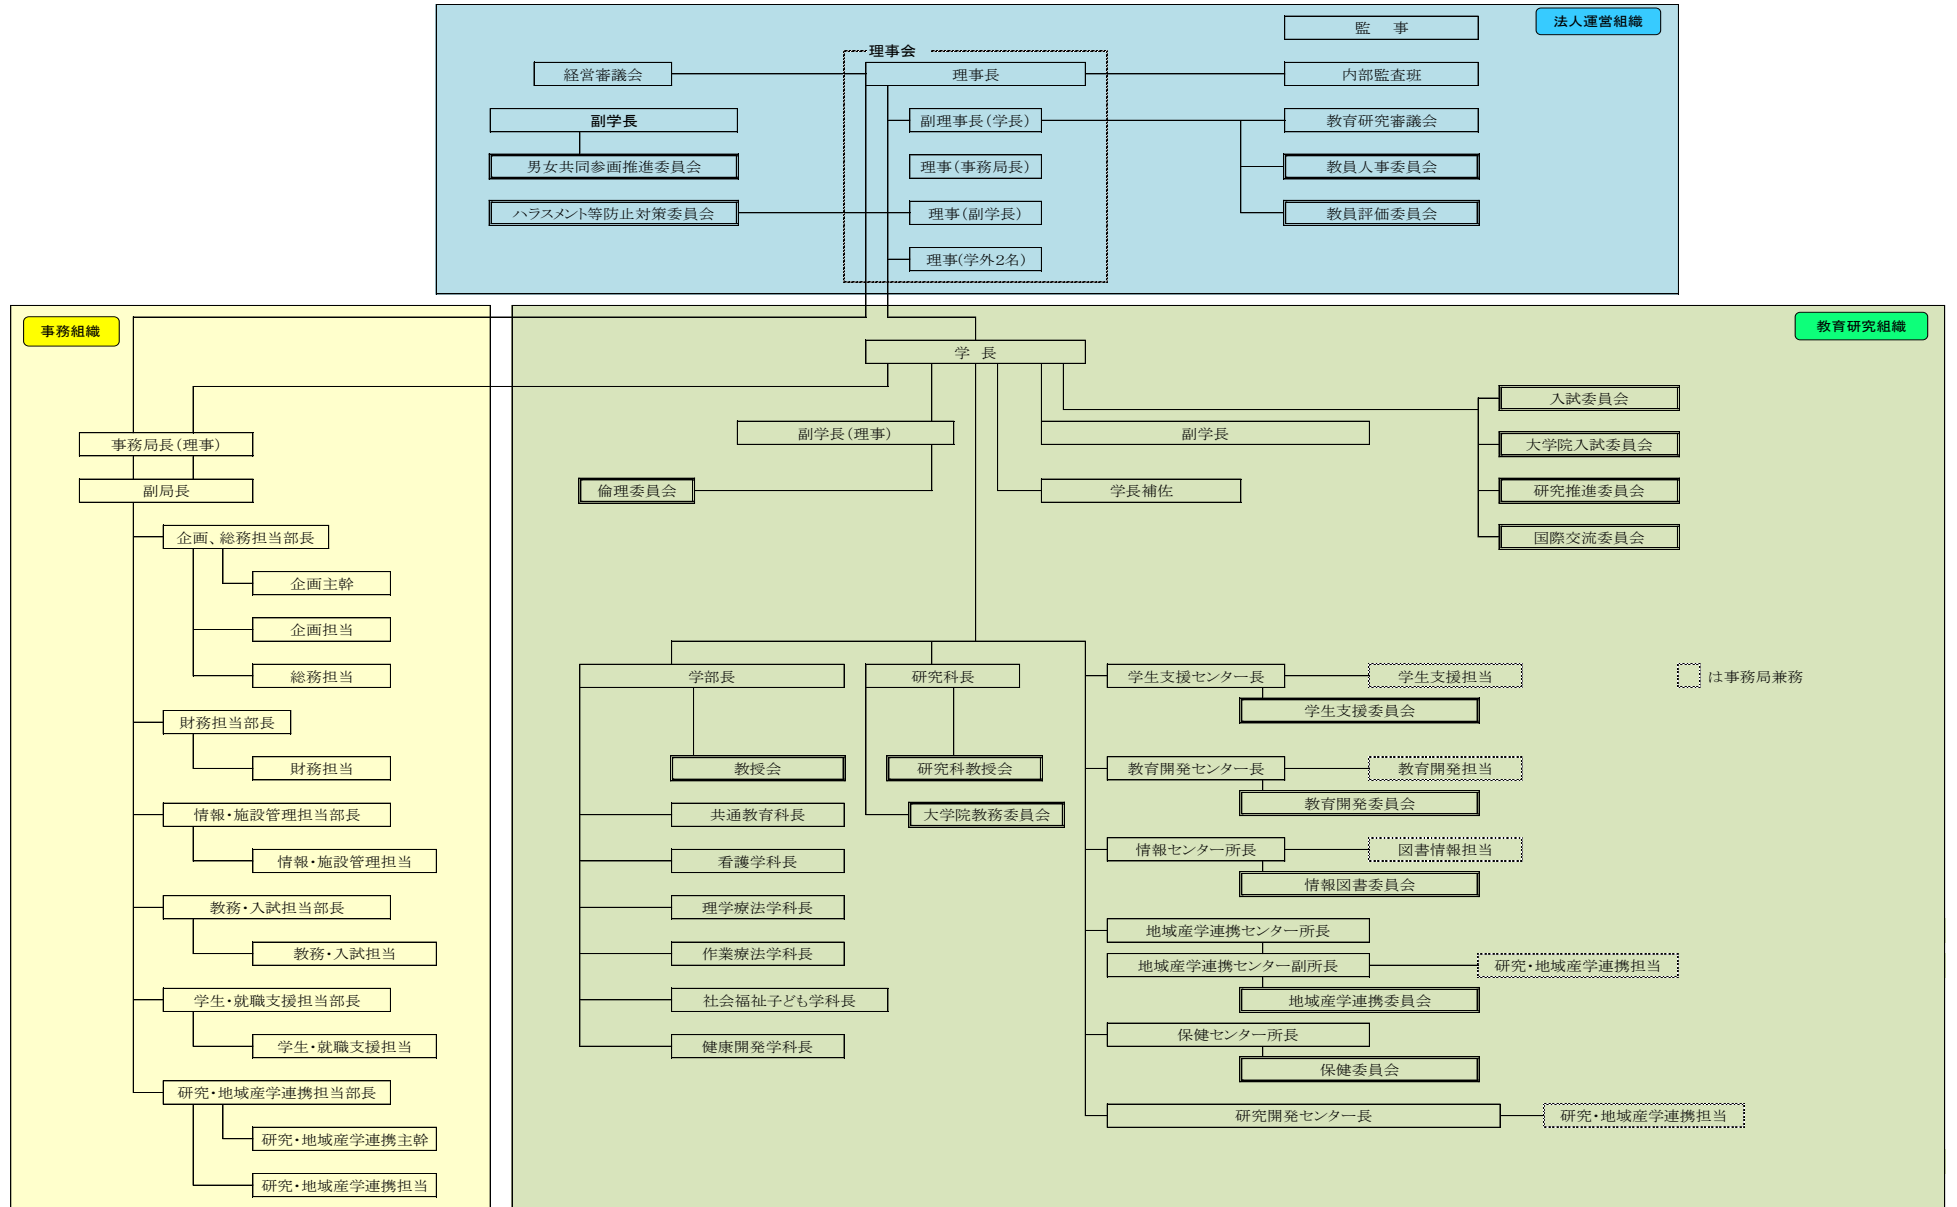 法人運営組織
監　事
理事会
経営審議会
理事長
内部監査班
副学長
副理事長(学長)
教育研究審議会
男女共同参画推進委員会
理事(事務局長)
教員人事委員会
ハラスメント等防止対策委員会
理事(副学長)
教員評価委員会
理事(学外2名)
事務組織
事務局長(理事)
副局長
企画、総務担当部長
企画主幹
企画担当
総務担当
財務担当部長
財務担当
情報・施設管理担当部長
情報・施設管理担当
教務・入試担当部長
教務・入試担当
学生・就職支援担当部長
学生・就職支援担当
研究・地域産学連携担当部長
研究・地域産学連携主幹
研究・地域産学連携担当
教育研究組織
学　長
入試委員会
副学長(理事)
副学長
大学院入試委員会
倫理委員会
学長補佐
研究推進委員会
国際交流委員会
学部長
教授会
共通教育科長
看護学科長
理学療法学科長
作業療法学科長
社会福祉子ども学科長
健康開発学科長
研究科長
研究科教授会
大学院教務委員会
学生支援センター長
学生支援担当
は事務局兼務
学生支援委員会
教育開発センター長
教育開発担当
教育開発委員会
情報センター所長
図書情報担当
情報図書委員会
地域産学連携センター所長
地域産学連携センター副所長
研究・地域産学連携担当
地域産学連携委員会
保健センター所長
保健委員会
研究開発センター長
研究・地域産学連携担当